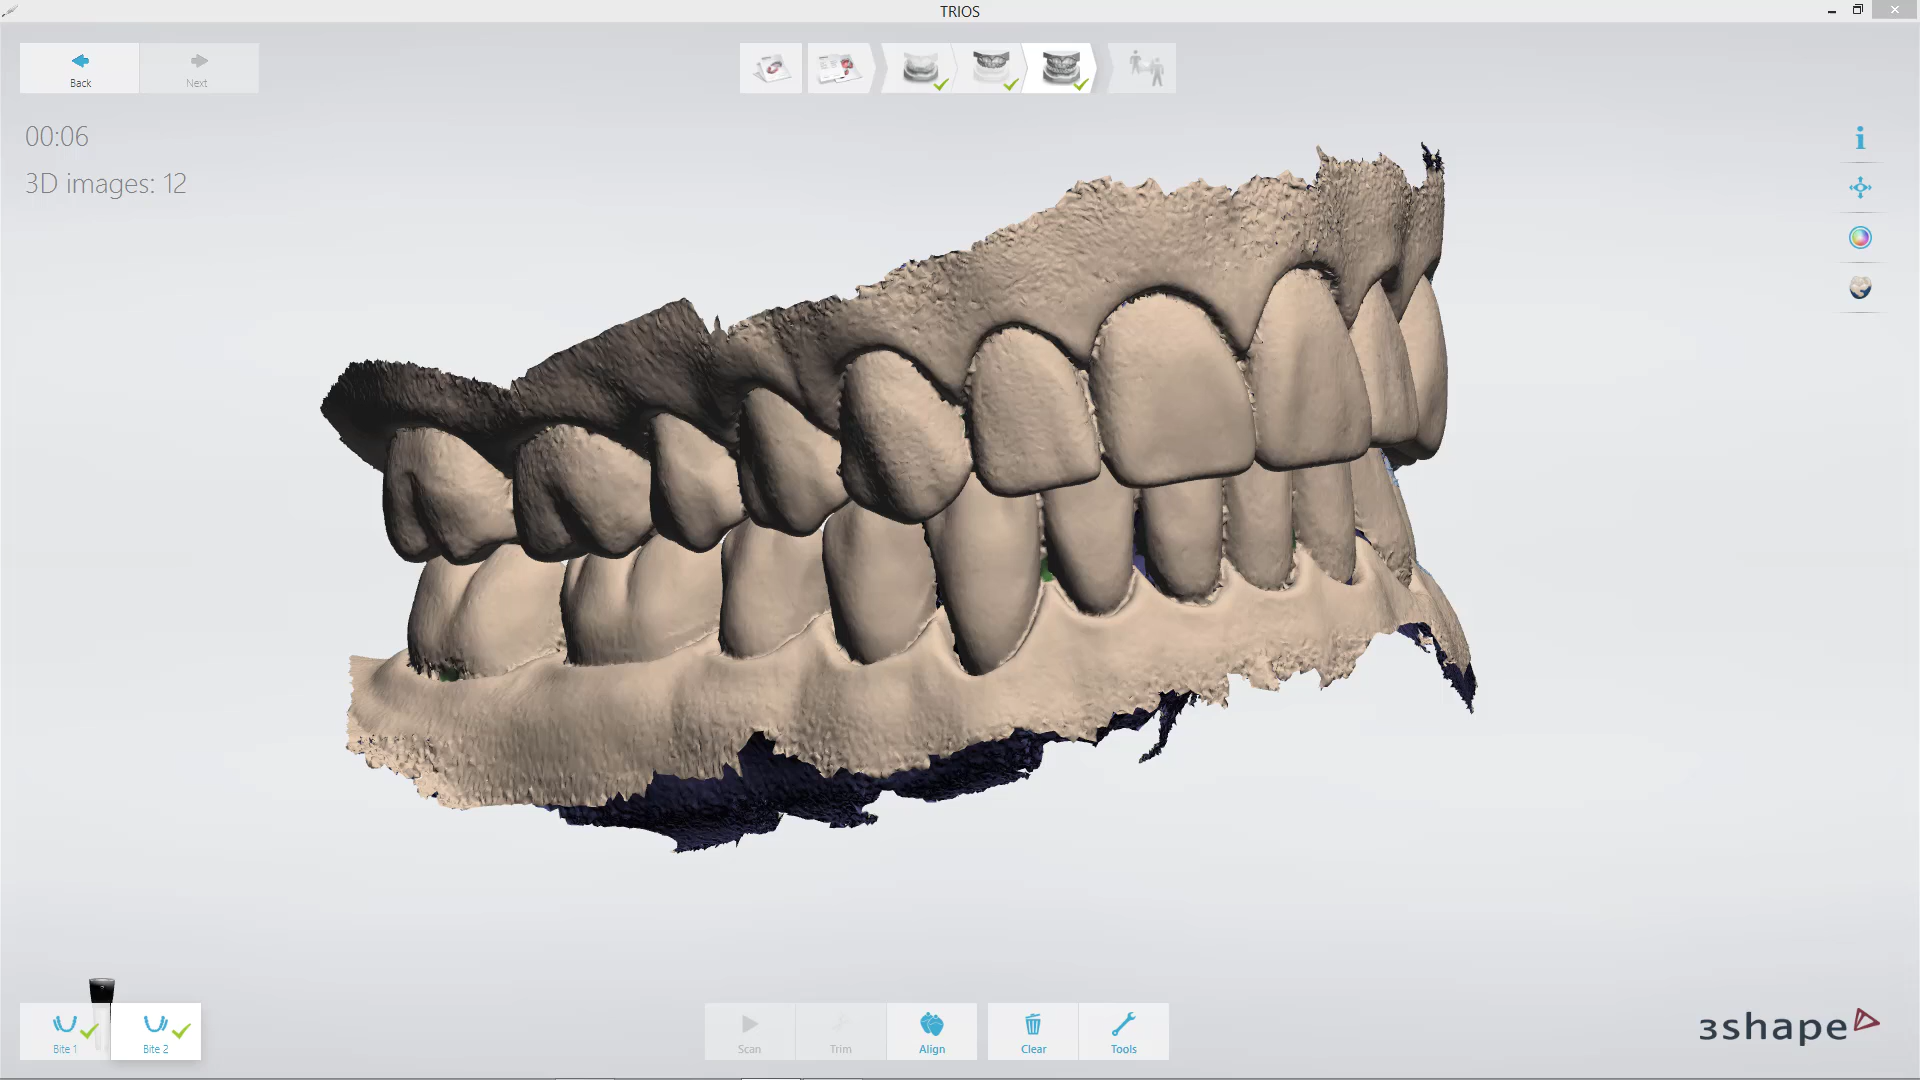 TRIOS
Back
Next
00:06
3D images: 12
i
Bite 1
Bite 2
Scan
Trim
Align
Clear
Tools
3shape